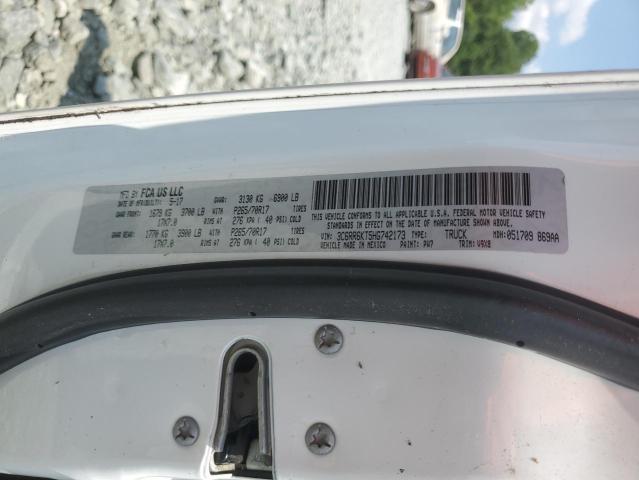 MFD BY FCA US LLC
DATE OF MFR 5-17 GVWR: 3130 KG 6900 LB
GAWR FRONT: 1679 KG 3700 LB WITH P265/70R17 TIRES
17X7.0 RIMS AT 276 KPA ( 40 PSI) COLD
GAWR REAR: 1770 KG 3900 LB WITH P265/70R17 TIRES
17X7.0 RIMS AT 276 KPA ( 40 PSI) COLD
THIS VEHICLE CONFORMS TO ALL APPLICABLE U.S.A. FEDERAL MOTOR VEHICLE SAFETY
STANDARDS IN EFFECT ON THE DATE OF MANUFACTURE SHOWN ABOVE.
VIN: 3C6RR6KT5HG742173 TYPE: TRUCK MDH:051709 869AA
VEHICLE MADE IN MEXICO PAINT: PW7 TRIM: V9X8